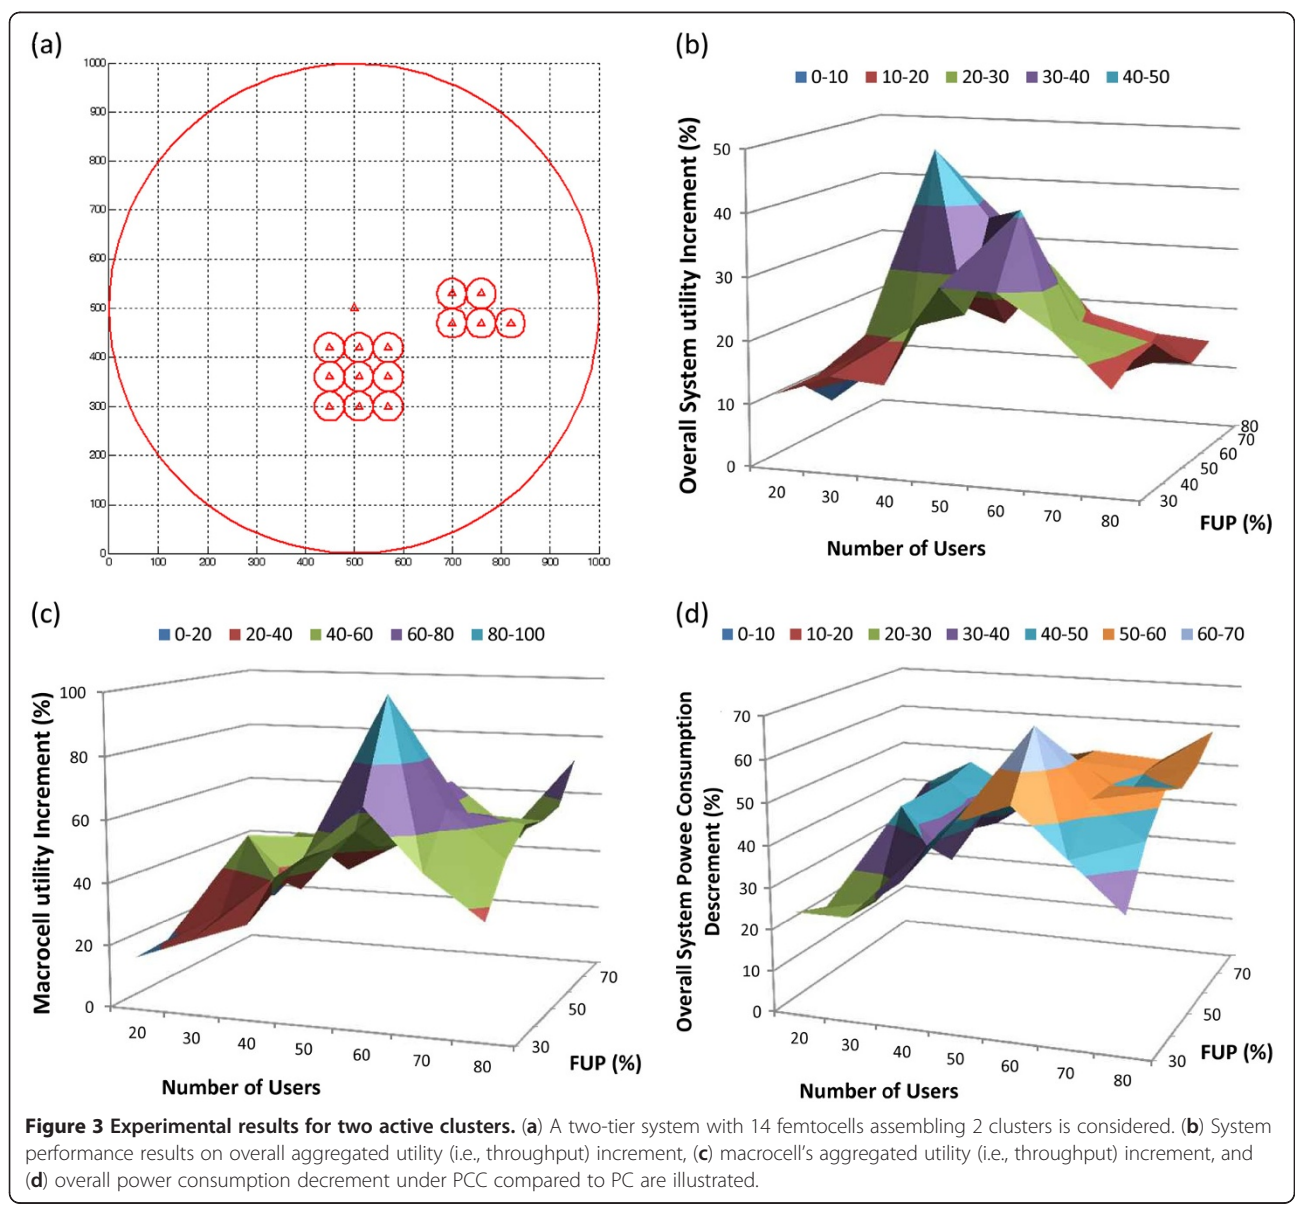 (a)
1000
900
800
700
600
500
400
300
200
100
0
0 100 200 300 400 500 600 700 800 900 1000
(b)
0-10 10-20 20-30 30-40 40-50
Overall System utility Increment (%)
50
40
30
20
10
0
20 30 40 50 60 70 80
Number of Users
30 40 50 60 70 80
FUP (%)
(c)
0-20 20-40 40-60 60-80 80-100
Macrocell utility Increment (%)
100
80
60
40
20
0
20 30 40 50 60 70 80
Number of Users
30 50 70
FUP (%)
(d)
0-10 10-20 20-30 30-40 40-50 50-60 60-70
Overall System Powee Consumption
Descrement (%)
70
60
50
40
30
20
10
0
20 30 40 50 60 70 80
Number of Users
30 50 70
FUP (%)
Figure 3 Experimental results for two active clusters. (a) A two-tier system with 14 femtocells assembling 2 clusters is considered. (b) System
performance results on overall aggregated utility (i.e., throughput) increment, (c) macrocell's aggregated utility (i.e., throughput) increment, and
(d) overall power consumption decrement under PCC compared to PC are illustrated.